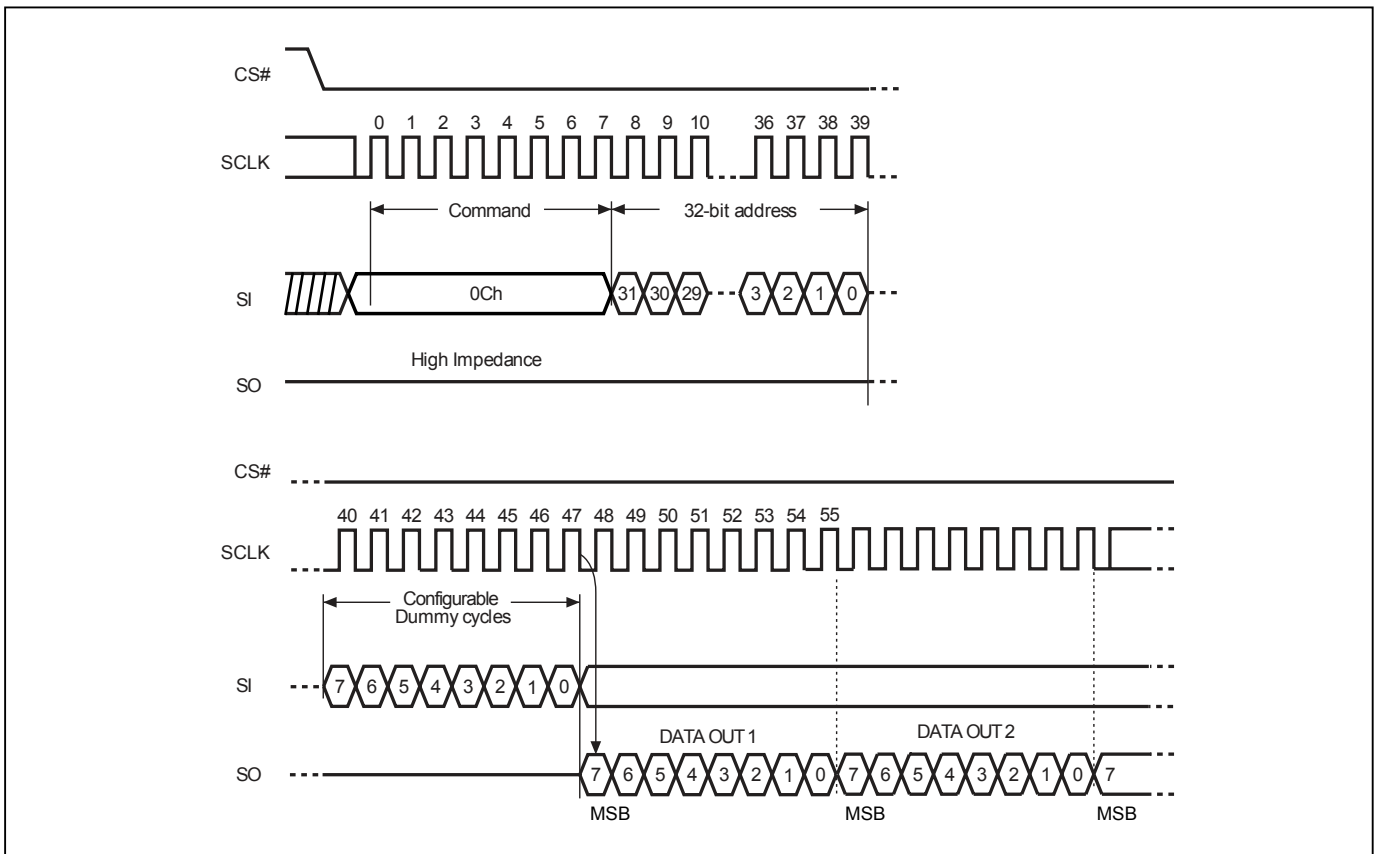 CS#
0 1 2 3 4 5 6 7 8 9 10 36 37 38 39
SCLK
Command 32-bit address
SI 0Ch 31 30 29 3 2 1 0
High Impedance
SO
CS#
40 41 42 43 44 45 46 47 48 49 50 51 52 53 54 55
SCLK
Configurable
Dummy cycles
SI 7 6 5 4 3 2 1 0
DATA OUT 1 DATA OUT 2
SO 7 6 5 4 3 2 1 0 7 6 5 4 3 2 1 0 7
MSB MSB MSB